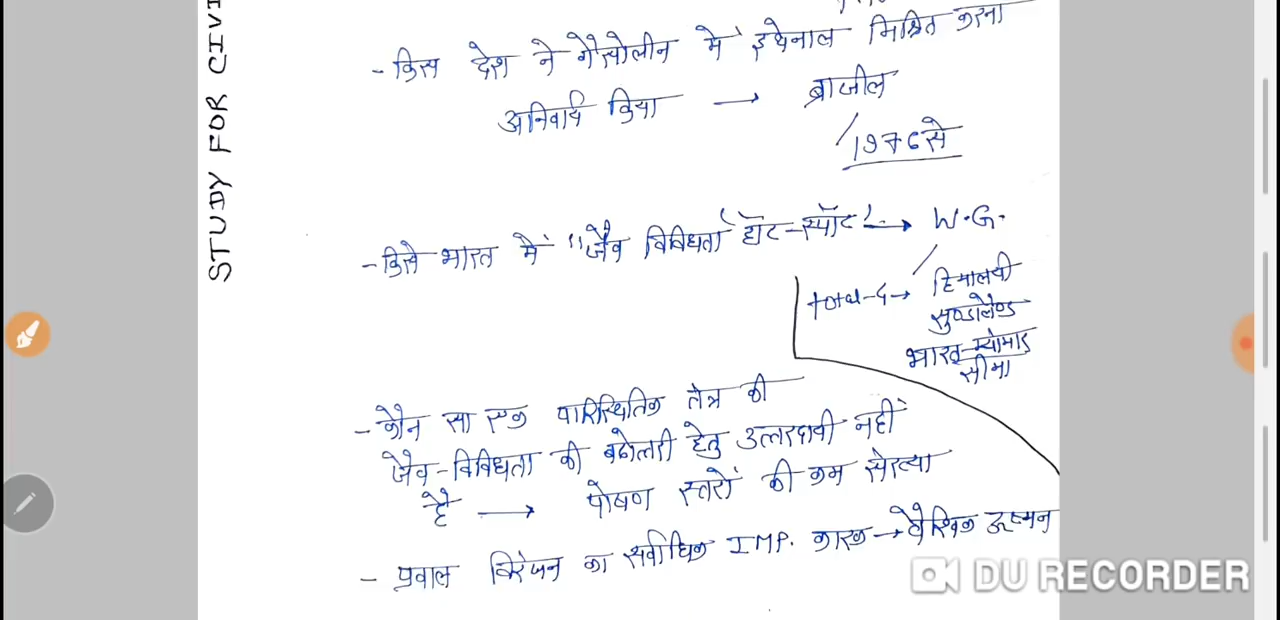 STUDY FOR CIVI
- किस देश ने गैसोलीन में इथेनाल मिश्रित करना
अनिवार्य किया → ब्राजील
1976 से
- किसे भारत में "जैव विविधता हॉट-स्पॉट" → W.G.
total-4 → हिमालयी
सुण्डालैण्ड
भारत-म्यांमार
सीमा
- कौन सा एक पारिस्थितिक तंत्र की
जैव-विविधता की बढोतरी हेतु उत्तरदायी नहीं
है → पोषण स्तरों की कम संख्या
- प्रवाल विरंजन का सर्वाधिक IMP. कारक → वैश्विक ऊष्मन
DU RECORDER